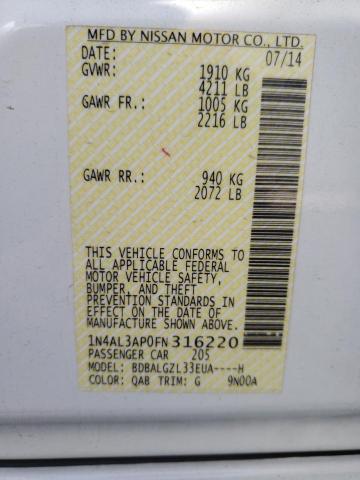 MFD BY NISSAN MOTOR CO., LTD.
DATE: 07/14
GVWR: 1910 KG
4211 LB
GAWR FR.: 1005 KG
2216 LB
GAWR RR.: 940 KG
2072 LB
THIS VEHICLE CONFORMS TO
ALL APPLICABLE FEDERAL
MOTOR VEHICLE SAFETY,
BUMPER, AND THEFT
PREVENTION STANDARDS IN
EFFECT ON THE DATE OF
MANUFACTURE SHOWN ABOVE.
1N4AL3AP0FN316220
PASSENGER CAR 205
MODEL: BDBALGZL33EUA----H
COLOR: QAB TRIM: G 9N00A